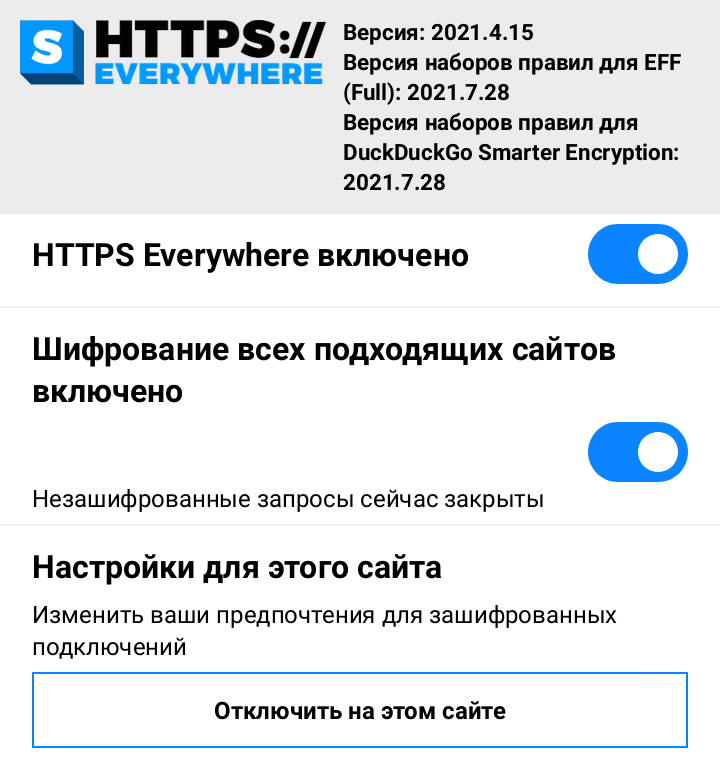 S HTTPS://
EVERYWHERE
Версия: 2021.4.15
Версия наборов правил для EFF
(Full): 2021.7.28
Версия наборов правил для
DuckDuckGo Smarter Encryption:
2021.7.28
HTTPS Everywhere включено
Шифрование всех подходящих сайтов
включено
Незашифрованные запросы сейчас закрыты
Настройки для этого сайта
Изменить ваши предпочтения для зашифрованных
подключений
Отключить на этом сайте